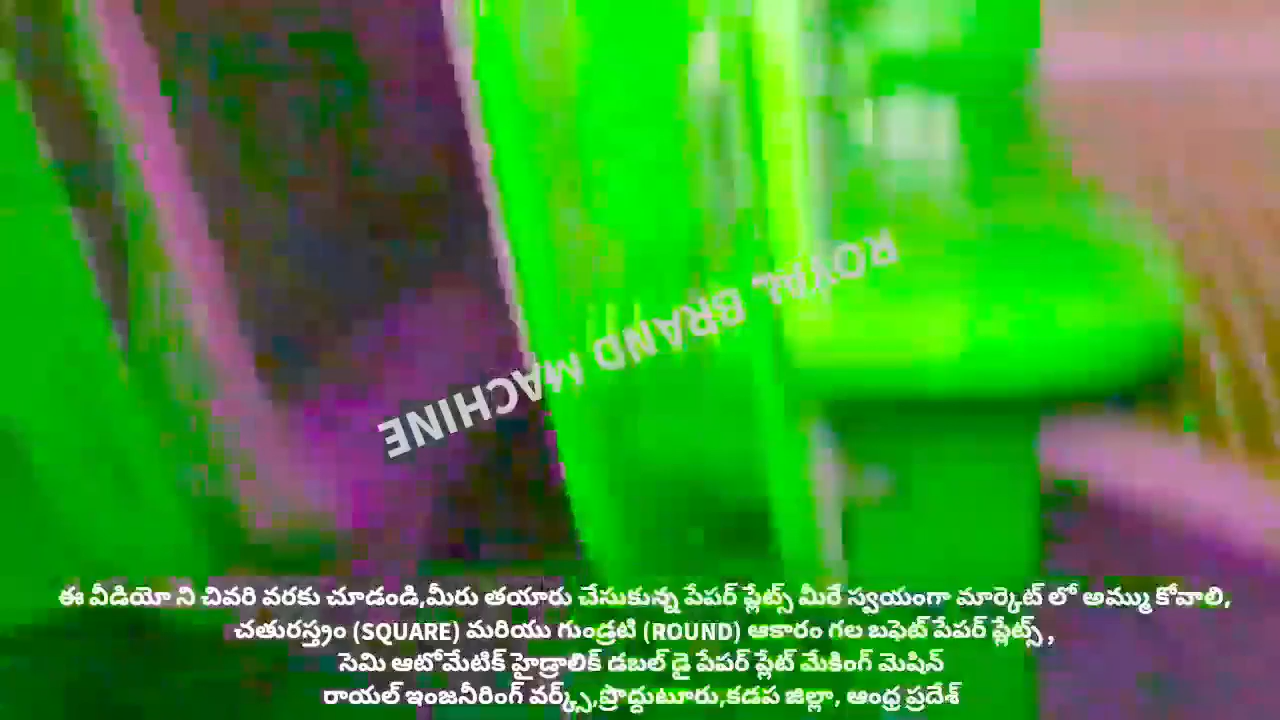 ROYAL BRAND MACHINE
ఈ వీడియో ని చివరి వరకు చూడండి,మీరు తయారు చేసుకున్న పేపర్ ప్లేట్స్ మీరే స్వయంగా మార్కెట్ లో అమ్ము కోవాలి,
చతురస్త్రం (SQUARE) మరియు గుండ్రటి (ROUND) ఆకారం గల బఫెట్ పేపర్ ప్లేట్స్ ,
సెమి ఆటోమేటిక్ హైడ్రాలిక్ డబల్ డై పేపర్ ప్లేట్ మేకింగ్ మెషిన్
రాయల్ ఇంజనీరింగ్ వర్క్స్,ప్రొద్దుటూరు,కడప జిల్లా, ఆంధ్ర ప్రదేశ్